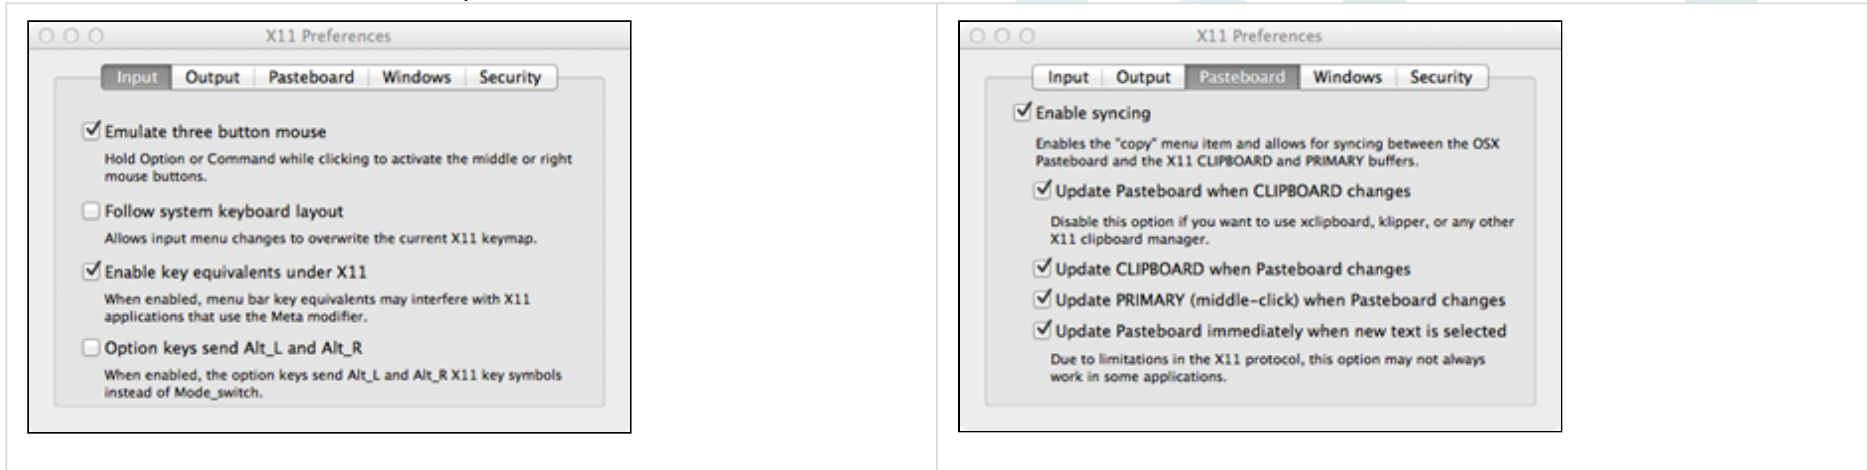 X11 Preferences
Input Output Pasteboard Windows Security
Emulate three button mouse
Hold Option or Command while clicking to activate the middle or right
mouse buttons.
Follow system keyboard layout
Allows input menu changes to overwrite the current X11 keymap.
Enable key equivalents under X11
When enabled, menu bar key equivalents may interfere with X11
applications that use the Meta modifier.
Option keys send Alt_L and Alt_R
When enabled, the option keys send Alt_L and Alt_R X11 key symbols
instead of Mode_switch.
X11 Preferences
Input Output Pasteboard Windows Security
Enable syncing
Enables the "copy" menu item and allows for syncing between the OSX
Pasteboard and the X11 CLIPBOARD and PRIMARY buffers.
Update Pasteboard when CLIPBOARD changes
Disable this option if you want to use xclipboard, klipper, or any other
X11 clipboard manager.
Update CLIPBOARD when Pasteboard changes
Update PRIMARY (middle-click) when Pasteboard changes
Update Pasteboard immediately when new text is selected
Due to limitations in the X11 protocol, this option may not always
work in some applications.